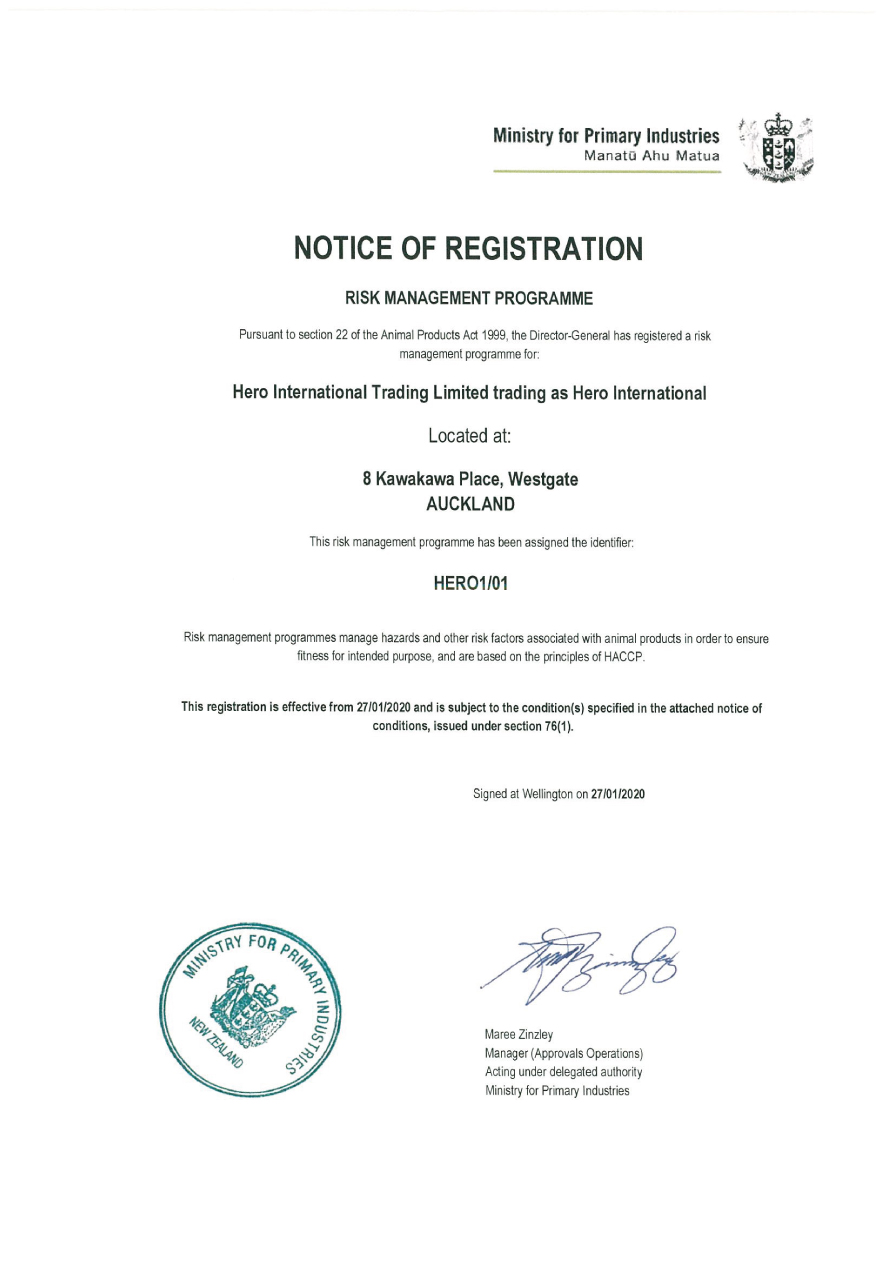 Ministry for Primary Industries
Manatū Ahu Matua
NOTICE OF REGISTRATION
RISK MANAGEMENT PROGRAMME
Pursuant to section 22 of the Animal Products Act 1999, the Director-General has registered a risk
management programme for:
Hero International Trading Limited trading as Hero International
Located at:
8 Kawakawa Place, Westgate
AUCKLAND
This risk management programme has been assigned the identifier:
HERO1/01
Risk management programmes manage hazards and other risk factors associated with animal products in order to ensure
fitness for intended purpose, and are based on the principles of HACCP.
This registration is effective from 27/01/2020 and is subject to the condition(s) specified in the attached notice of
conditions, issued under section 76(1).
Signed at Wellington on 27/01/2020
MINISTRY FOR PRIMARY INDUSTRIES
NEW ZEALAND
Maree Zinzley
Manager (Approvals Operations)
Acting under delegated authority
Ministry for Primary Industries